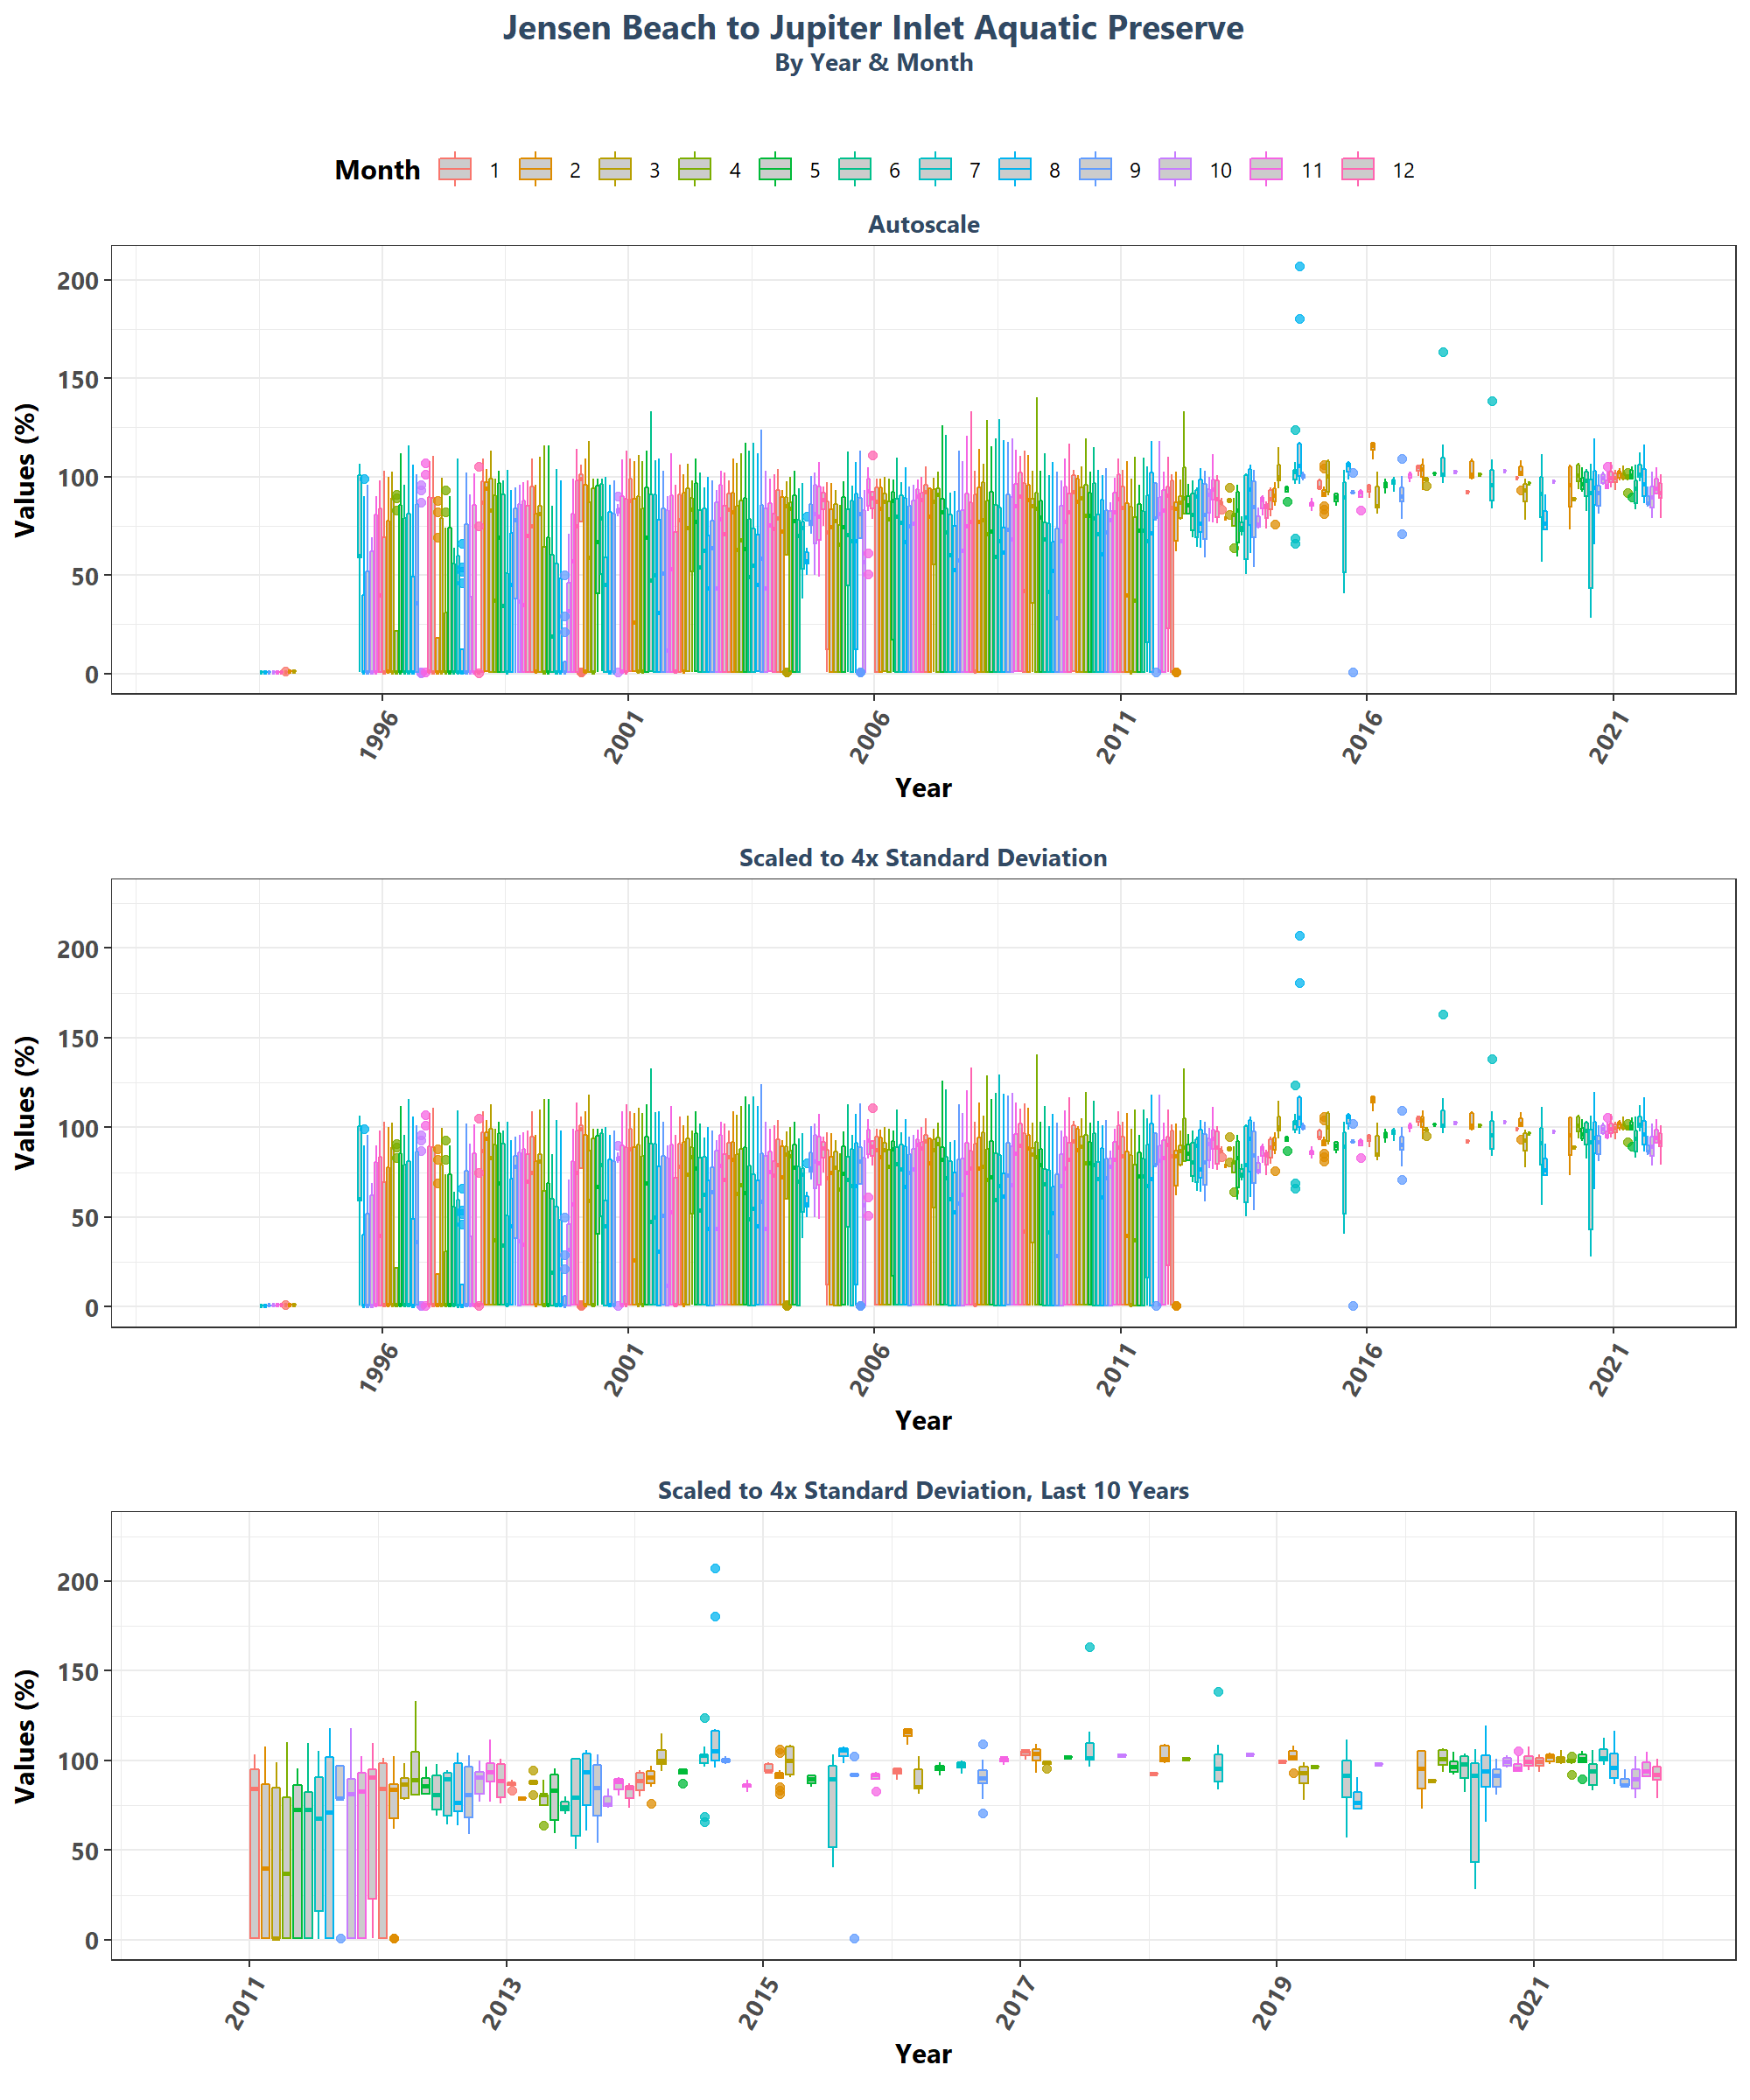 Jensen Beach to Jupiter Inlet Aquatic Preserve
By Year & Month
Month 1 2 3 4 5 6 7 8 9 10 11 12
Autoscale
Values (%)
200
150
100
50
0
1996 2001 2006 2011 2016 2021
Year
Scaled to 4x Standard Deviation
Values (%)
200
150
100
50
0
1996 2001 2006 2011 2016 2021
Year
Scaled to 4x Standard Deviation, Last 10 Years
Values (%)
200
150
100
50
0
2011 2013 2015 2017 2019 2021
Year